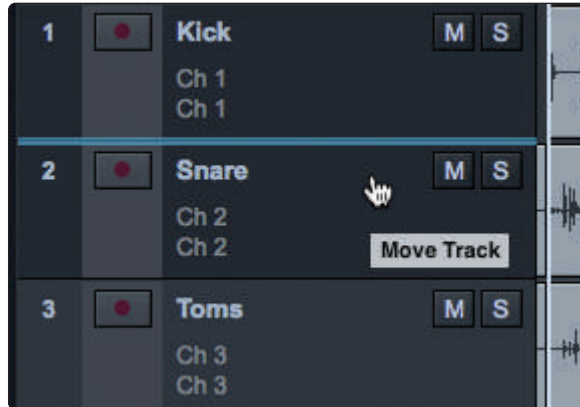 1 Kick M S
Ch 1
Ch 1
2 Snare M S
Ch 2
Ch 2
Move Track
3 Toms M S
Ch 3
Ch 3